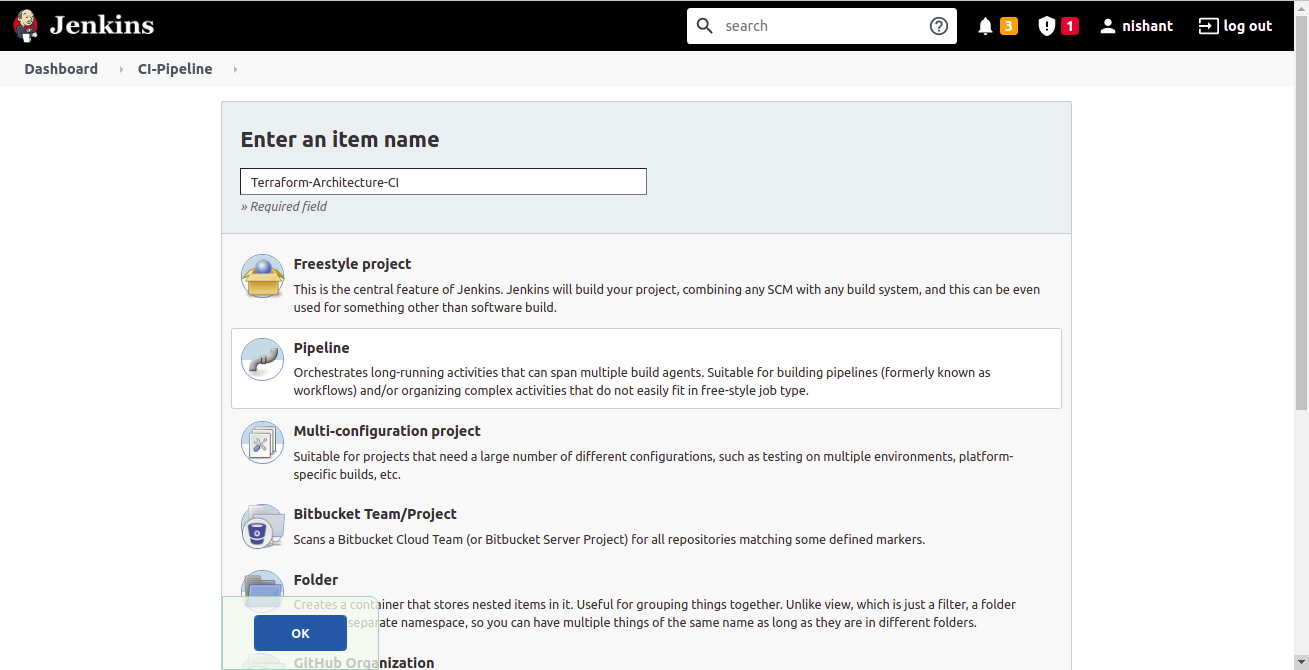 Jenkins
search
3
1
nishant
log out
Dashboard
CI-Pipeline
Enter an item name
Terraform-Architecture-CI
» Required field
Freestyle project
This is the central feature of Jenkins. Jenkins will build your project, combining any SCM with any build system, and this can be even
used for something other than software build.
Pipeline
Orchestrates long-running activities that can span multiple build agents. Suitable for building pipelines (formerly known as
workflows) and/or organizing complex activities that do not easily fit in free-style job type.
Multi-configuration project
Suitable for projects that need a large number of different configurations, such as testing on multiple environments, platform-
specific builds, etc.
Bitbucket Team/Project
Scans a Bitbucket Cloud Team (or Bitbucket Server Project) for all repositories matching some defined markers.
Folder
Creates a container that stores nested items in it. Useful for grouping things together. Unlike view, which is just a filter, a folder
separate namespace, so you can have multiple things of the same name as long as they are in different folders.
OK
GitHub Organization